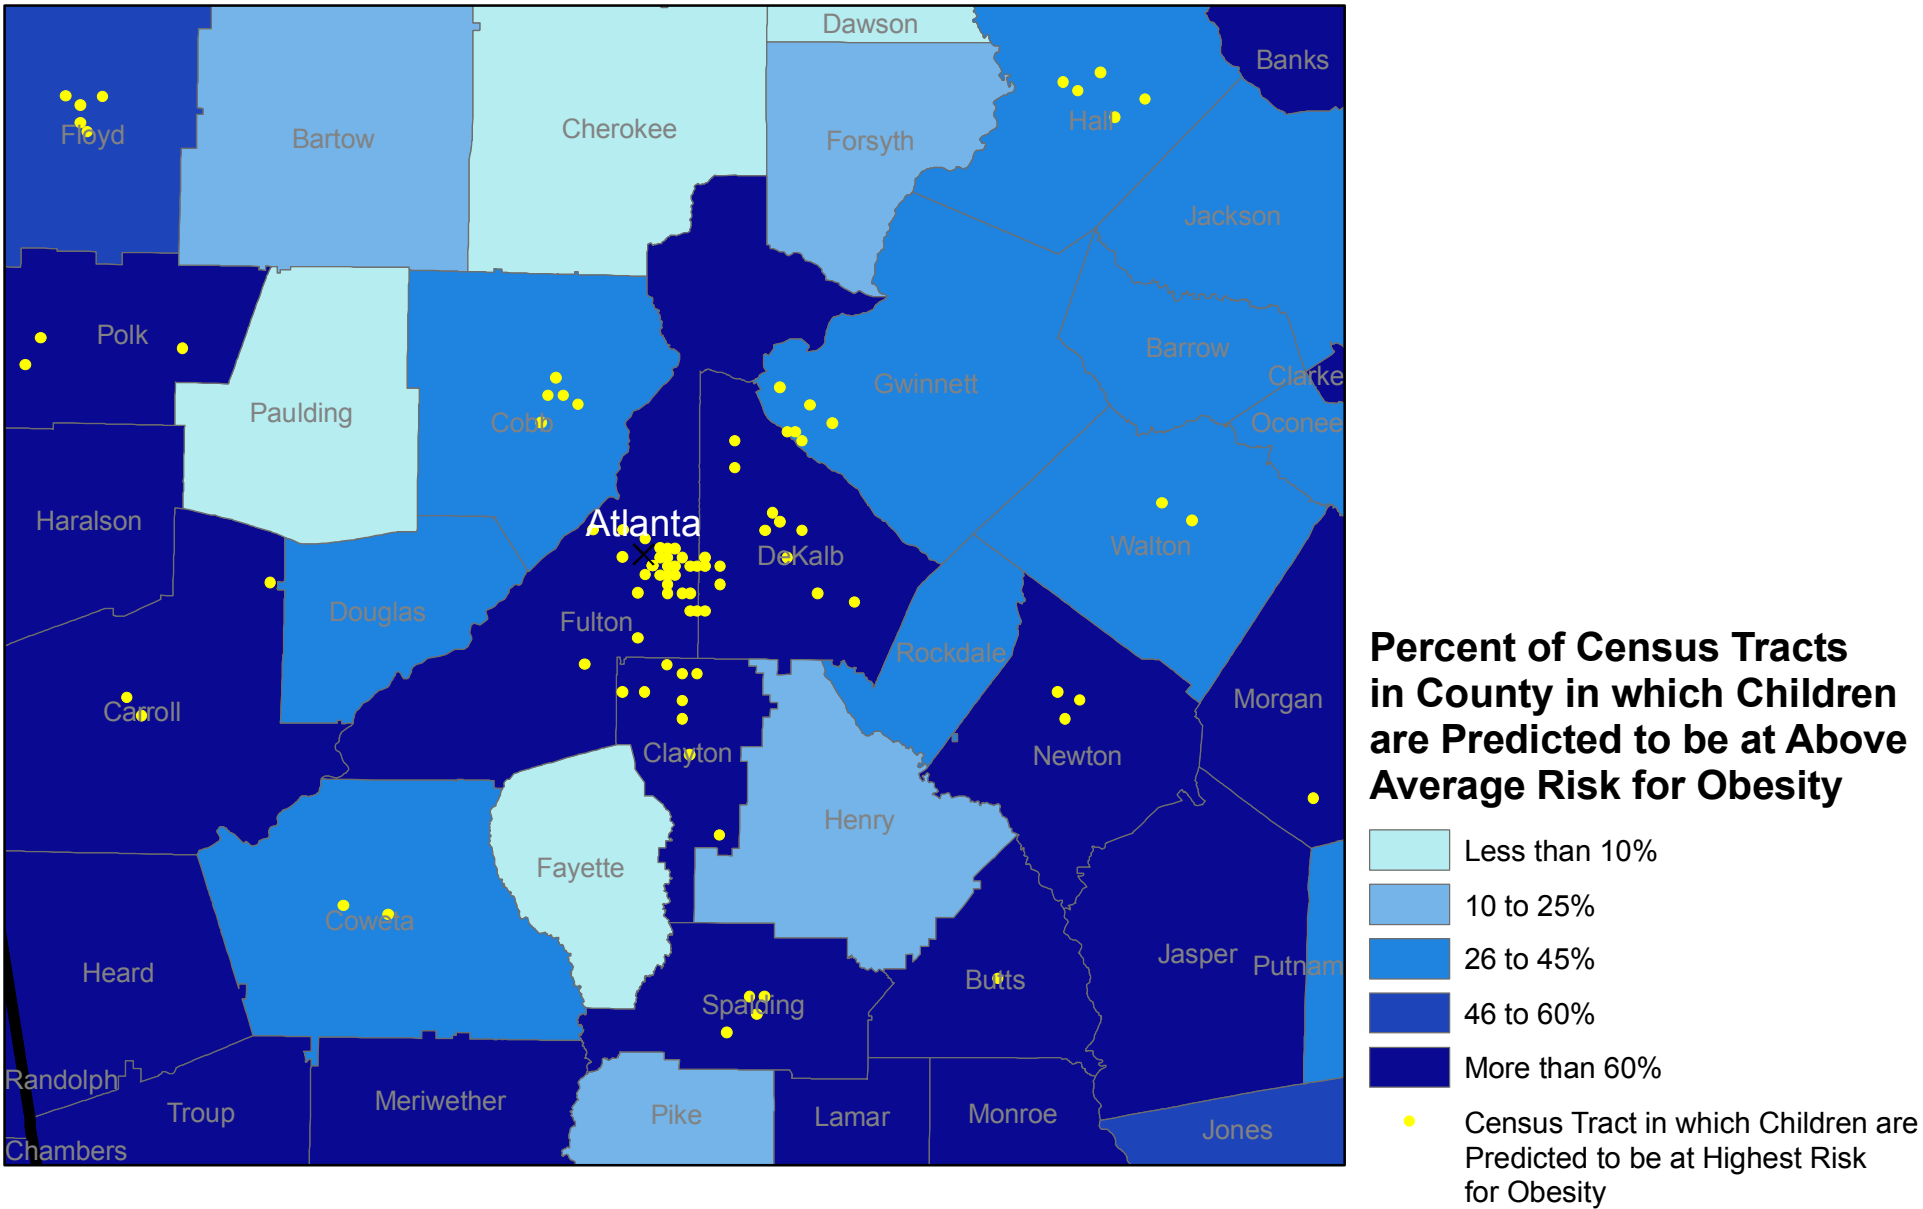 Dawson
Banks
Floyd
Bartow
Cherokee
Forsyth
Hall
Jackson
Polk
Barrow
Clarke
Gwinnett
Paulding
Cobb
Oconee
Haralson
Atlanta
DeKalb
Walton
Douglas
Fulton
Rockdale
Carroll
Morgan
Clayton
Newton
Henry
Fayette
Coweta
Heard
Jasper
Putnam
Butts
Spalding
Randolph
Troup
Meriwether
Pike
Lamar
Monroe
Jones
Chambers
Percent of Census Tracts
in County in which Children
are Predicted to be at Above
Average Risk for Obesity
Less than 10%
10 to 25%
26 to 45%
46 to 60%
More than 60%
Census Tract in which Children are
Predicted to be at Highest Risk
for Obesity